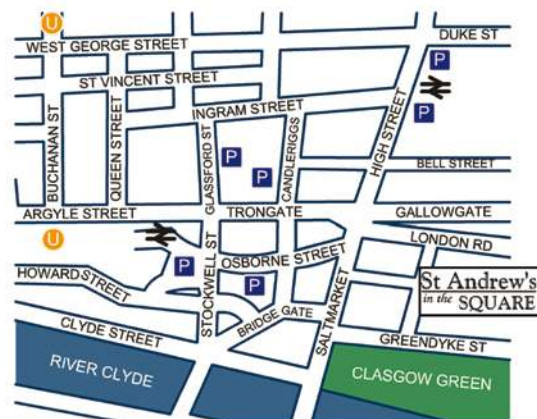 U
WEST GEORGE STREET
DUKE ST
P
ST VINCENT STREET
INGRAM STREET
P
BUCHANAN ST
QUEEN STREET
GLASSFORD ST
CANDLERIGGS
HIGH STREET
P
P
BELL STREET
ARGYLE STREET
TRONGATE
GALLOWGATE
U
LONDON RD
OSBORNE STREET
P
HOWARD STREET
STOCKWELL ST
P
St Andrew's
in the SQUARE
CLYDE STREET
BRIDGE GATE
SALTMARKET
GREENDYKE ST
RIVER CLYDE
CLASGOW GREEN